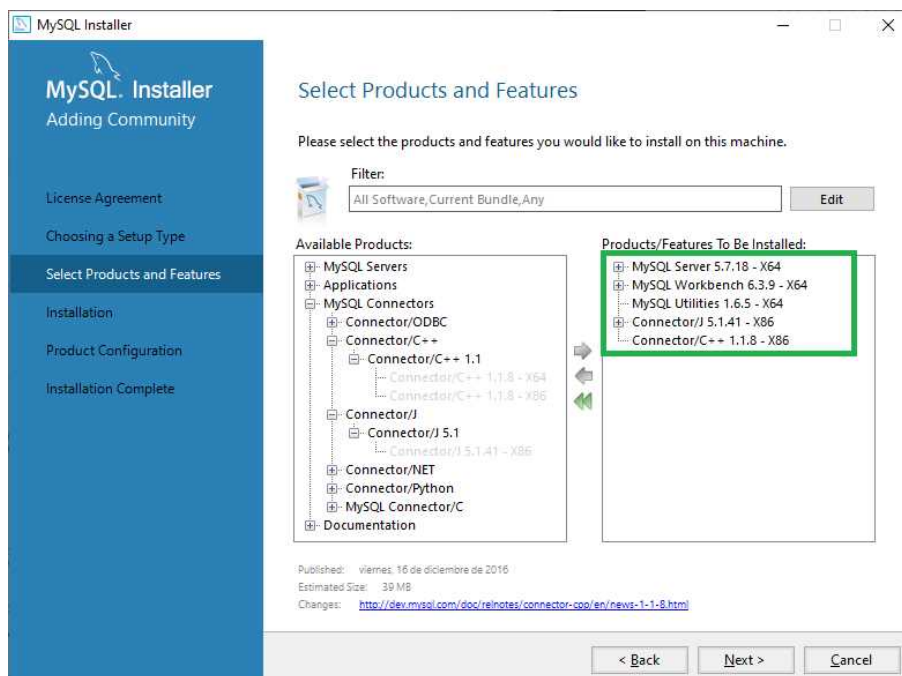 MySQL Installer
MySQL. Installer
Adding Community
License Agreement
Choosing a Setup Type
Select Products and Features
Installation
Product Configuration
Installation Complete
Select Products and Features
Please select the products and features you would like to install on this machine.
Filter:
All Software,Current Bundle,Any
Edit
Available Products:
MySQL Servers
Applications
MySQL Connectors
Connector/ODBC
Connector/C++
Connector/C++ 1.1
Connector/C++ 1.1.8 - X64
Connector/C++ 1.1.8 - X86
Connector/J
Connector/J 5.1
Connector/J 5.1.41 - X86
Connector/NET
Connector/Python
MySQL Connector/C
Documentation
Products/Features To Be Installed:
MySQL Server 5.7.18 - X64
MySQL Workbench 6.3.9 - X64
MySQL Utilities 1.6.5 - X64
Connector/J 5.1.41 - X86
Connector/C++ 1.1.8 - X86
Published: viernes, 16 de diciembre de 2016
Estimated Size: 39 MB
Changes: http://dev.mysql.com/doc/relnotes/connector-cpp/en/news-1-1-8.html
< Back
Next >
Cancel